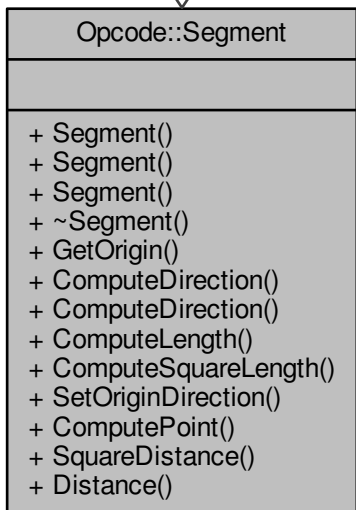 Opcode::Segment
+ Segment()
+ Segment()
+ Segment()
+ ~Segment()
+ GetOrigin()
+ ComputeDirection()
+ ComputeDirection()
+ ComputeLength()
+ ComputeSquareLength()
+ SetOriginDirection()
+ ComputePoint()
+ SquareDistance()
+ Distance()